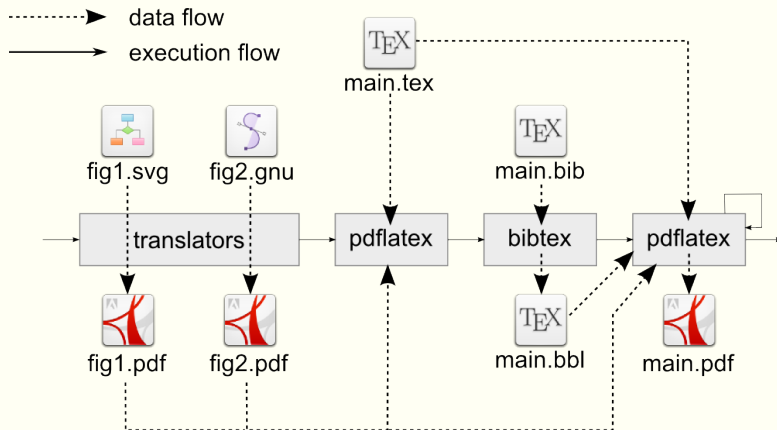 data flow
execution flow
TEX
main.tex
fig1.svg
fig2.gnu
TEX
main.bib
translators
pdflatex
bibtex
pdflatex
fig1.pdf
fig2.pdf
TEX
main.bbl
main.pdf